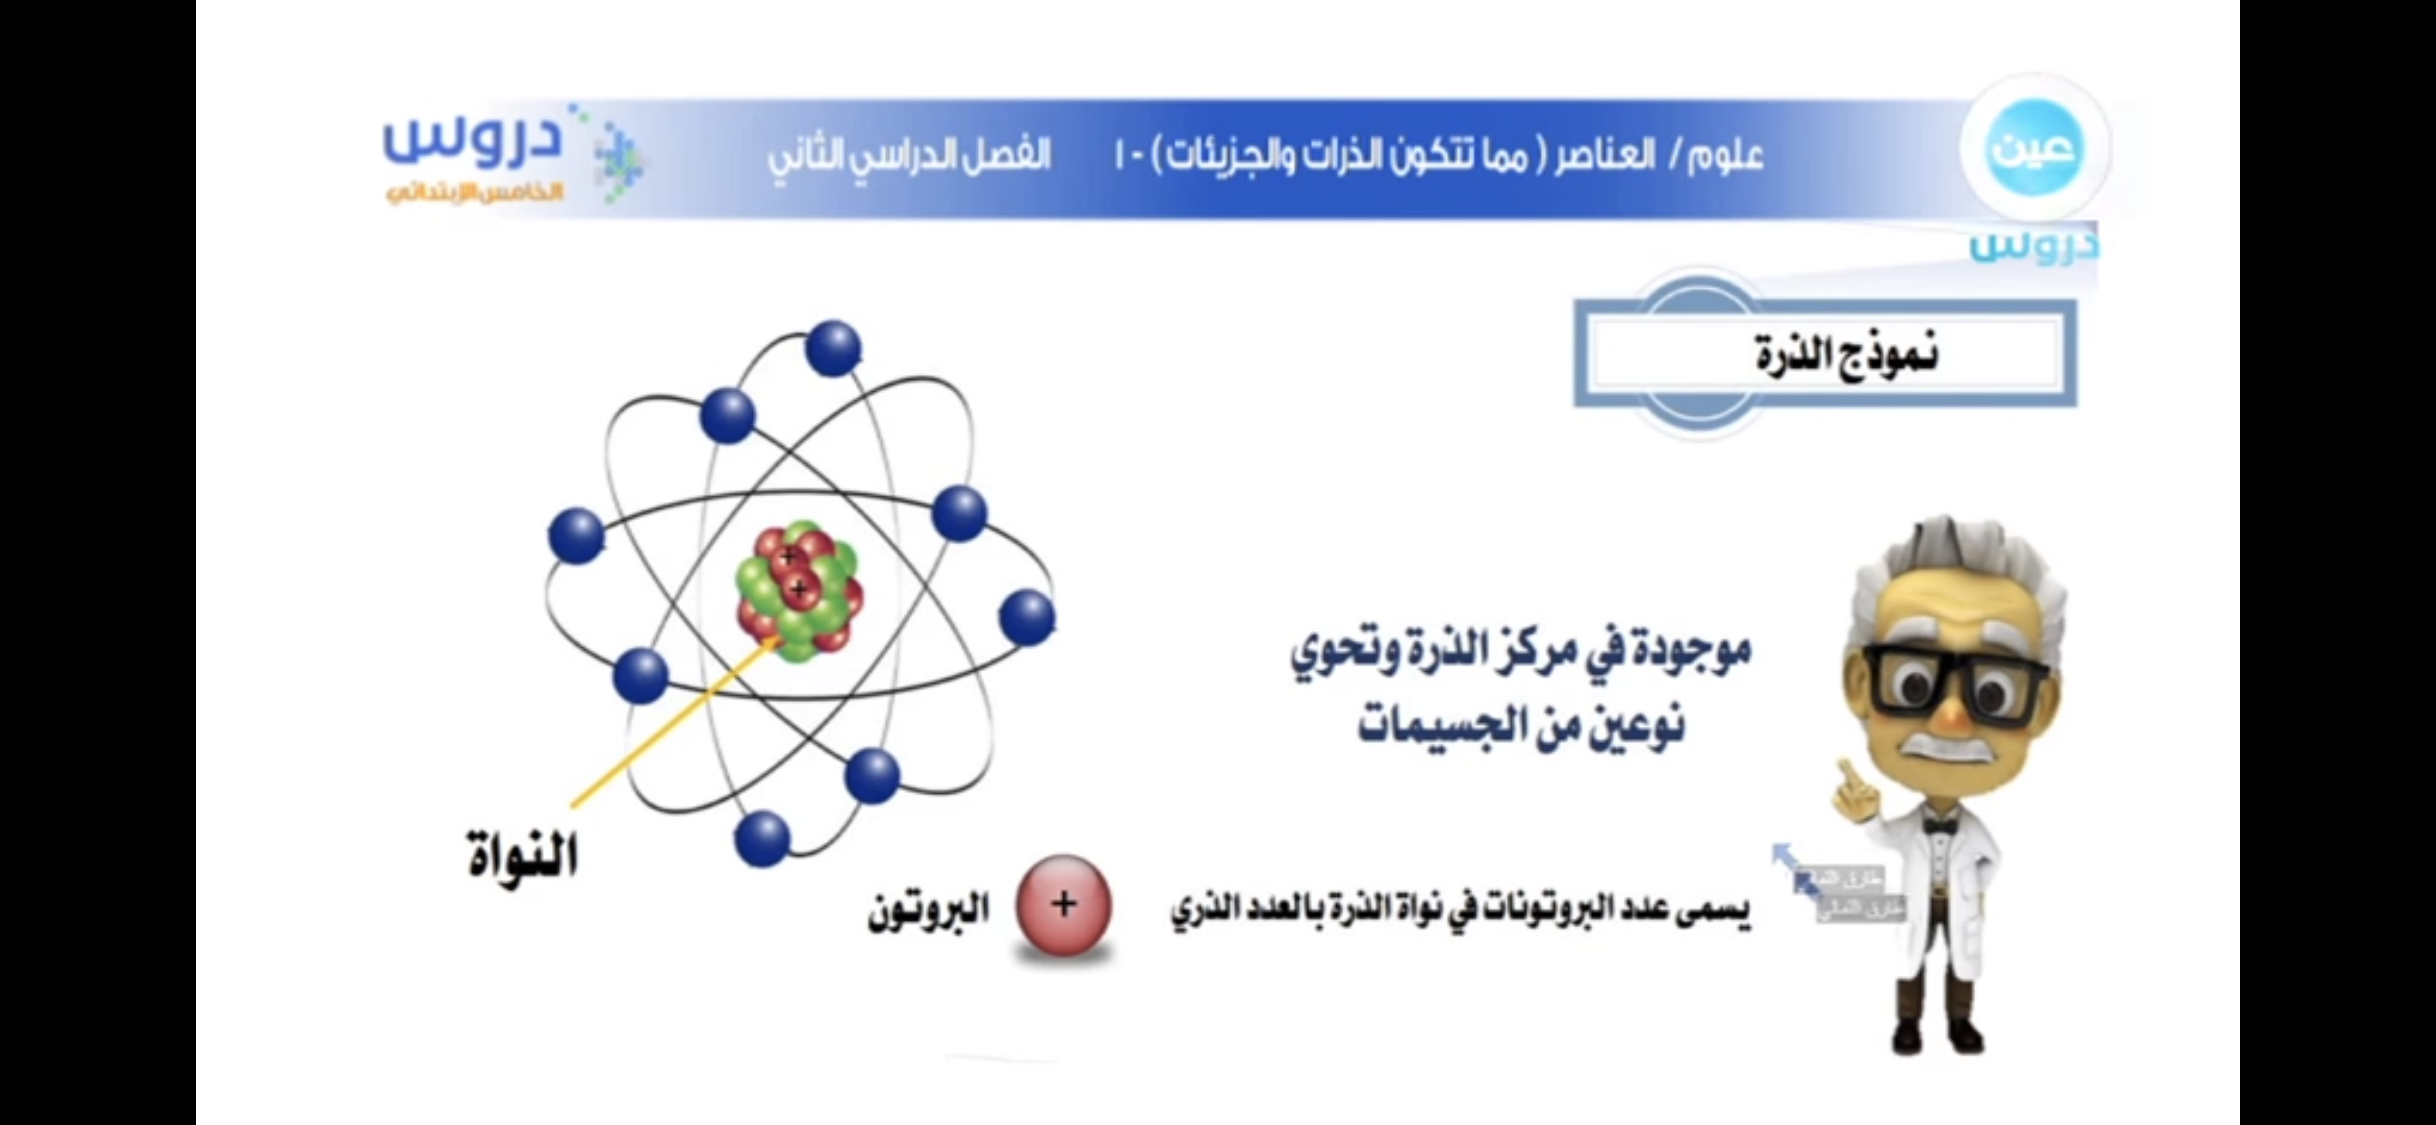 عين
دروس
علوم / العناصر ( مما تتكون الذرات والجزيئات) - ١ الفصل الدراسي الثاني
دروس
الخامس الإبتدائي
نموذج الذرة
موجودة في مركز الذرة وتحوي
نوعين من الجسيمات
+
+
النواة
يسمى عدد البروتونات في نواة الذرة بالعدد الذري
+
البروتون